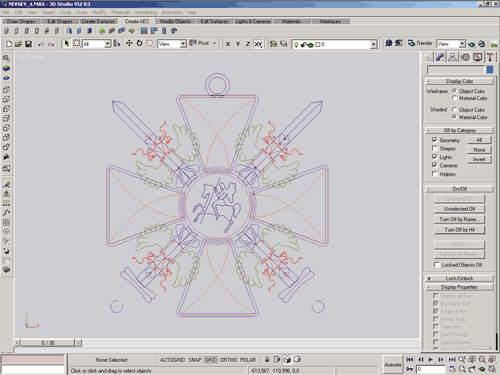 NEVSKY_4.MAX - 3D Studio VIZ R3
File Edit View Insert Tools
Draw Shapes Edit Shapes Create Surfaces Create AEC Modify Objects Edit Surfaces Lights & Cameras Materials Interfaces
All View Pivot X Y Z XY 0 Render View
Display Color
Wireframe: Object Color
Material Color
Shaded: Object Color
Material Color
Off by Category
Geometry All
Shapes None
Lights Invert
Cameras
Helpers
On/Off
Selected Off
Unselected Off
Turn Off by Name...
Turn Off by Hit
All On
Turn On by Name...
Locked Objects Off
Lock/Unlock
Display Properties
Display as Box
Backface Cull
Edges Only
Vertex Ticks
Trajectory
See-Through
Ignore Extents
0 / 30
None Selected: AUTOGRID SNAP GRID ORTHO POLAR
Click or click-and-drag to select objects -613,567, -110,996, 0,0
Animate 0